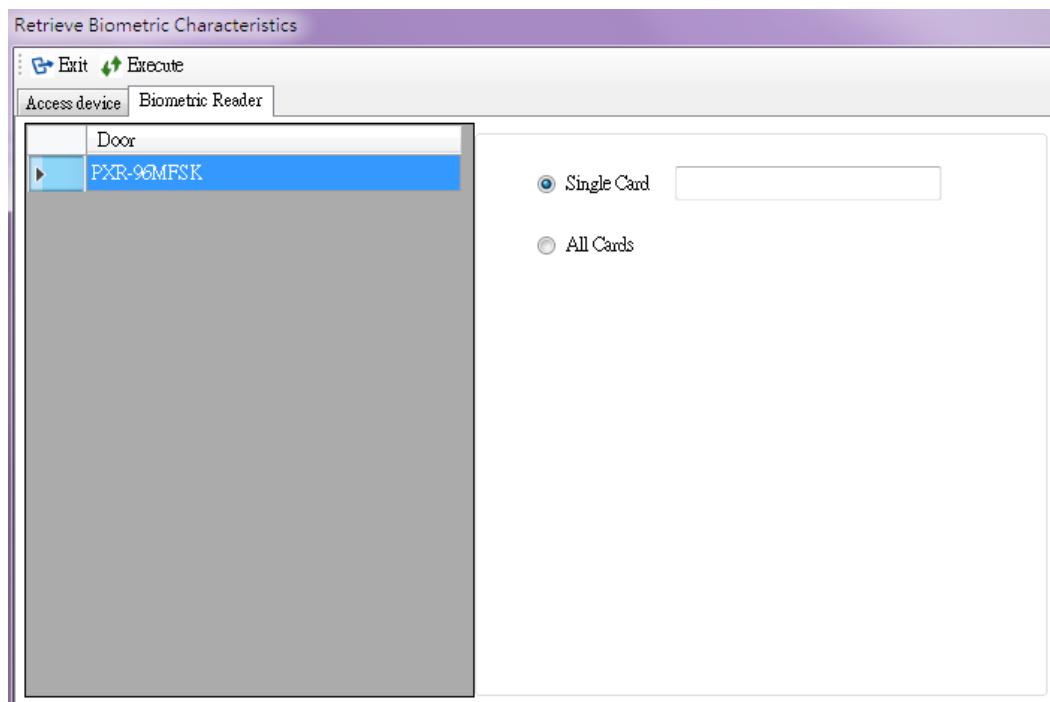 Retrieve Biometric Characteristics
Exit Execute
Access device Biometric Reader
Door
PXR-96MFSK
Single Card
All Cards